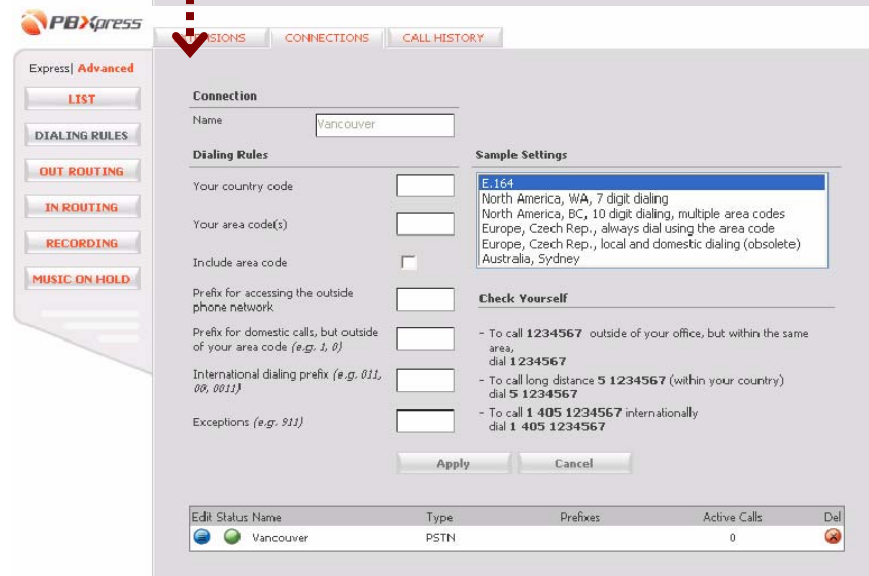 PBXpress
CONNECTIONS
CALL HISTORY
Express| Advanced
LIST
DIALING RULES
OUT ROUTING
IN ROUTING
RECORDING
MUSIC ON HOLD
Connection
Name
Vancouver
Dialing Rules
Your country code
Your area code(s)
Include area code
Prefix for accessing the outside
phone network
Prefix for domestic calls, but outside
of your area code (e.g. 1, 0)
International dialing prefix (e.g. 011,
00, 0011)
Exceptions (e.g. 911)
Sample Settings
E.164
North America, WA, 7 digit dialing
North America, BC, 10 digit dialing, multiple area codes
Europe, Czech Rep., always dial using the area code
Europe, Czech Rep., local and domestic dialing (obsolete)
Australia, Sydney
Check Yourself
- To call 1234567 outside of your office, but within the same
area,
dial 1234567
- To call long distance 5 1234567 (within your country)
dial 5 1234567
- To call 1 405 1234567 internationally
dial 1 405 1234567
Apply
Cancel
Edit Status Name Type Prefixes Active Calls Del
Vancouver PSTN 0